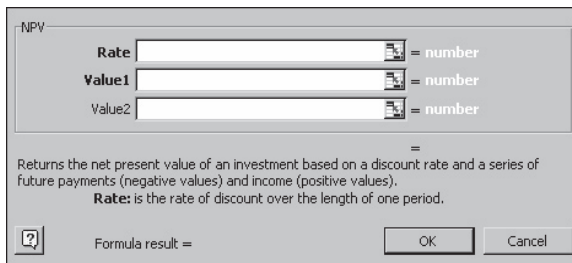 NPV
Rate = number
Value1 = number
Value2 = number
=
Returns the net present value of an investment based on a discount rate and a series of
future payments (negative values) and income (positive values).
Rate: is the rate of discount over the length of one period.
? Formula result = OK Cancel